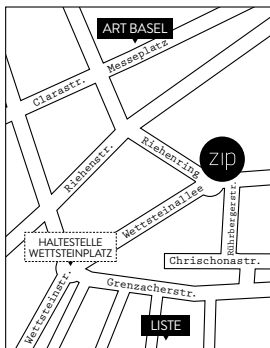 ART BASEL
Messeplatz
Clarastr.
Riehenring
zip
Riehenstr.
Wettsteinallee
Rührbergerstr.
HALTESTELLE
WETTSTEINPLATZ
Chrischonastr.
Grenzacherstr.
Wettsteinstr.
LISTE